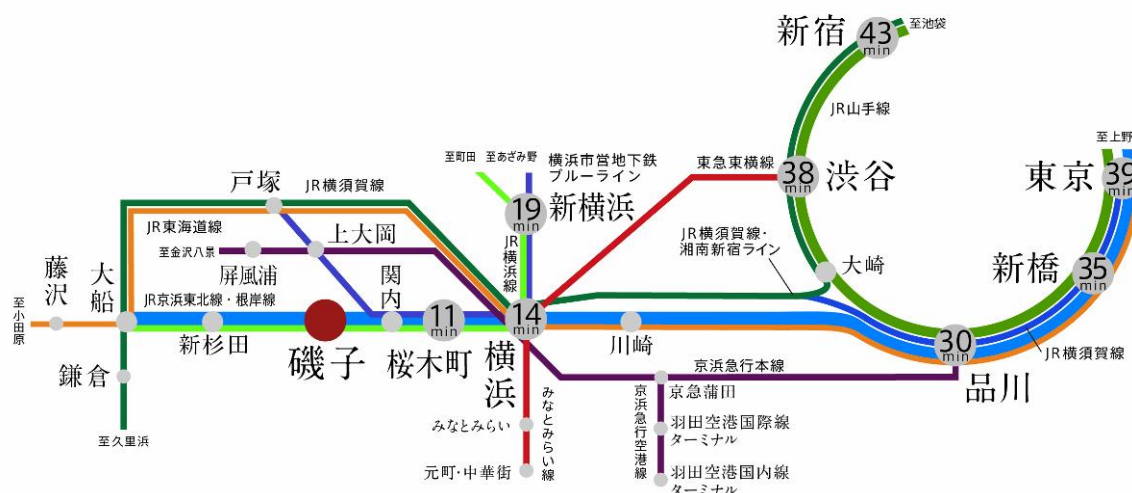 新宿
43
min
至池袋
JR山手線
至上野
東京
39
min
至町田
至あざみ野
横浜市営地下鉄
ブルーライン
東急東横線
38
min
渋谷
戸塚
JR横須賀線
19
min
新横浜
JR東海道線
上大岡
至金沢八景
屏風浦
JR横浜線
JR横須賀線・
湘南新宿ライン
大崎
新橋
35
min
藤沢
大船
関内
JR京浜東北線・根岸線
至小田原
新杉田
磯子
11
min
桜木町
14
min
横浜
川崎
30
min
品川
JR横須賀線
鎌倉
至久里浜
京浜急行本線
京急蒲田
みなとみらい
みなとみらい線
元町・中華街
京浜急行空港線
羽田空港国際線
ターミナル
羽田空港国内線
ターミナル